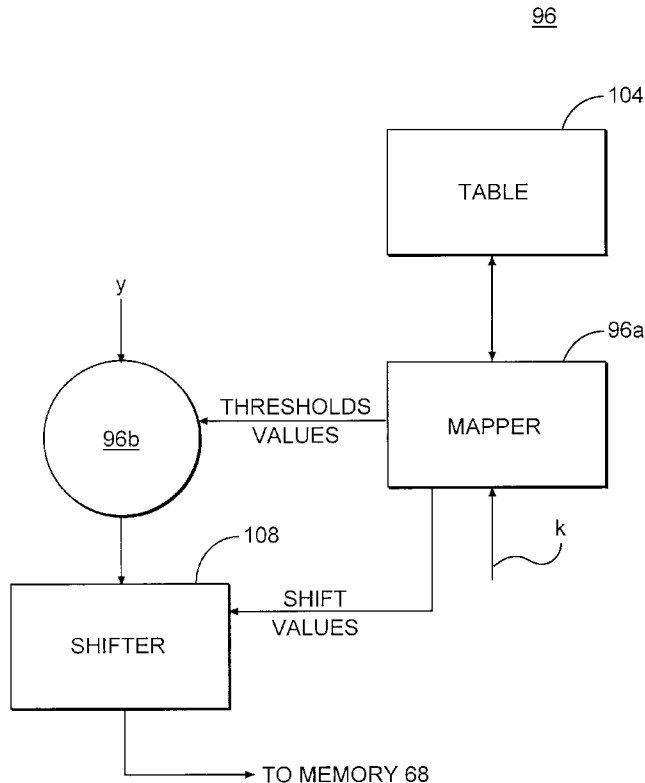 96
104
TABLE
y
96a
THRESHOLDS
VALUES
96b
MAPPER
108
k
SHIFT
VALUES
SHIFTER
TO MEMORY 68